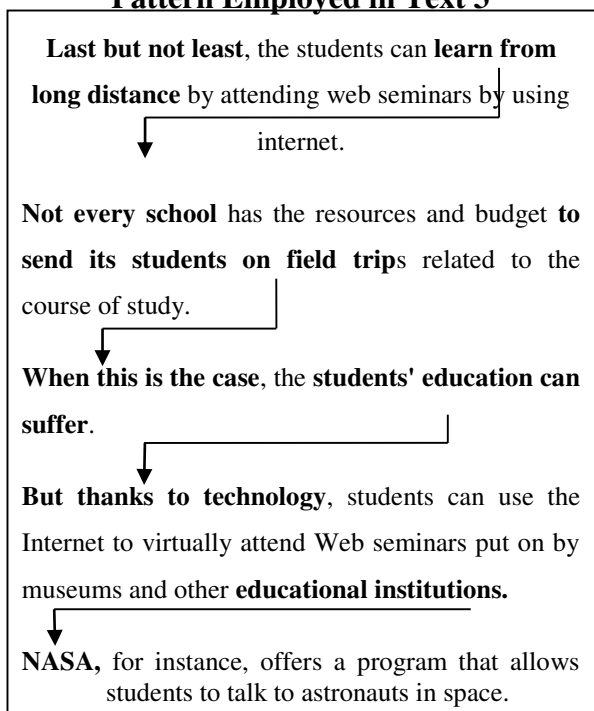 Pattern Employed in Text 3
Last but not least, the students can learn from
long distance by attending web seminars by using
internet.
Not every school has the resources and budget to
send its students on field trips related to the
course of study.
When this is the case, the students' education can
suffer.
But thanks to technology, students can use the
Internet to virtually attend Web seminars put on by
museums and other educational institutions.
NASA, for instance, offers a program that allows
students to talk to astronauts in space.